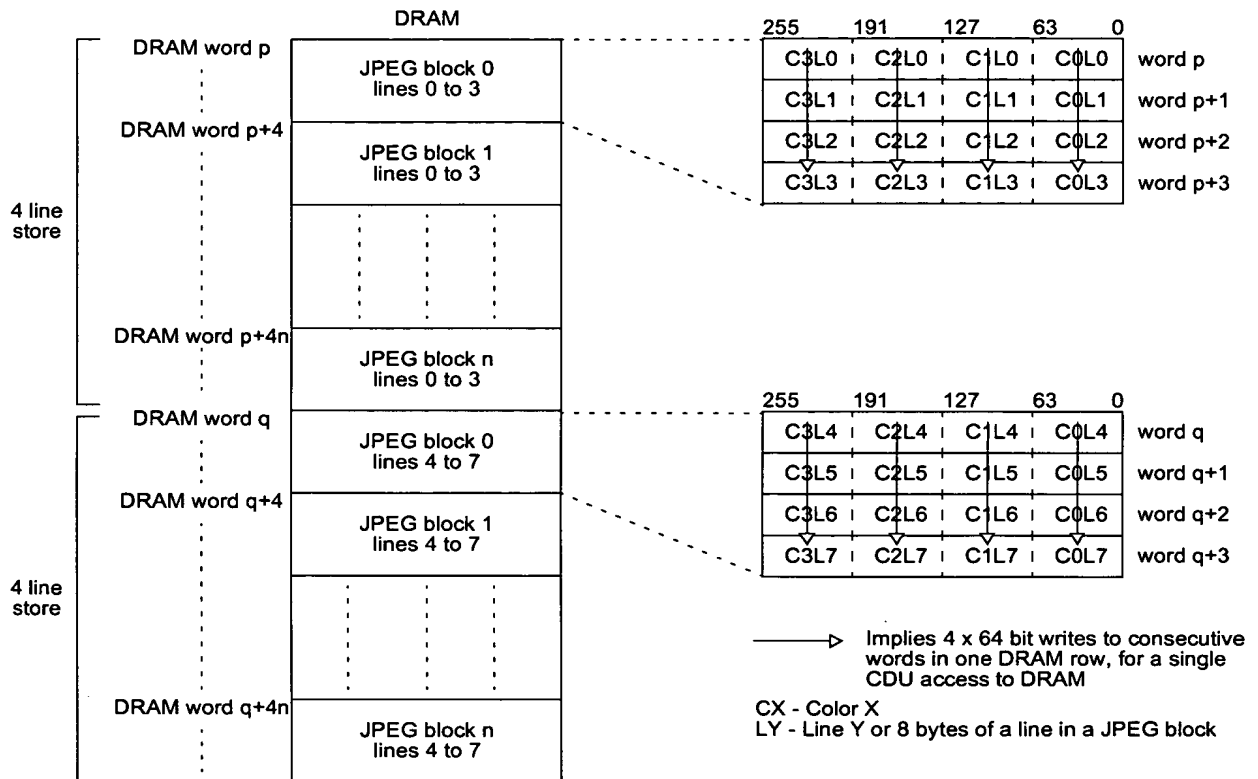 DRAM
DRAM word p
JPEG block 0
lines 0 to 3
DRAM word p+4
JPEG block 1
lines 0 to 3
4 line
store
DRAM word p+4n
JPEG block n
lines 0 to 3
DRAM word q
JPEG block 0
lines 4 to 7
DRAM word q+4
JPEG block 1
lines 4 to 7
4 line
store
DRAM word q+4n
JPEG block n
lines 4 to 7
255 191 127 63 0
C3L0 C2L0 C1L0 C0L0 word p
C3L1 C2L1 C1L1 C0L1 word p+1
C3L2 C2L2 C1L2 C0L2 word p+2
C3L3 C2L3 C1L3 C0L3 word p+3
255 191 127 63 0
C3L4 C2L4 C1L4 C0L4 word q
C3L5 C2L5 C1L5 C0L5 word q+1
C3L6 C2L6 C1L6 C0L6 word q+2
C3L7 C2L7 C1L7 C0L7 word q+3
Implies 4 x 64 bit writes to consecutive
words in one DRAM row, for a single
CDU access to DRAM
CX - Color X
LY - Line Y or 8 bytes of a line in a JPEG block